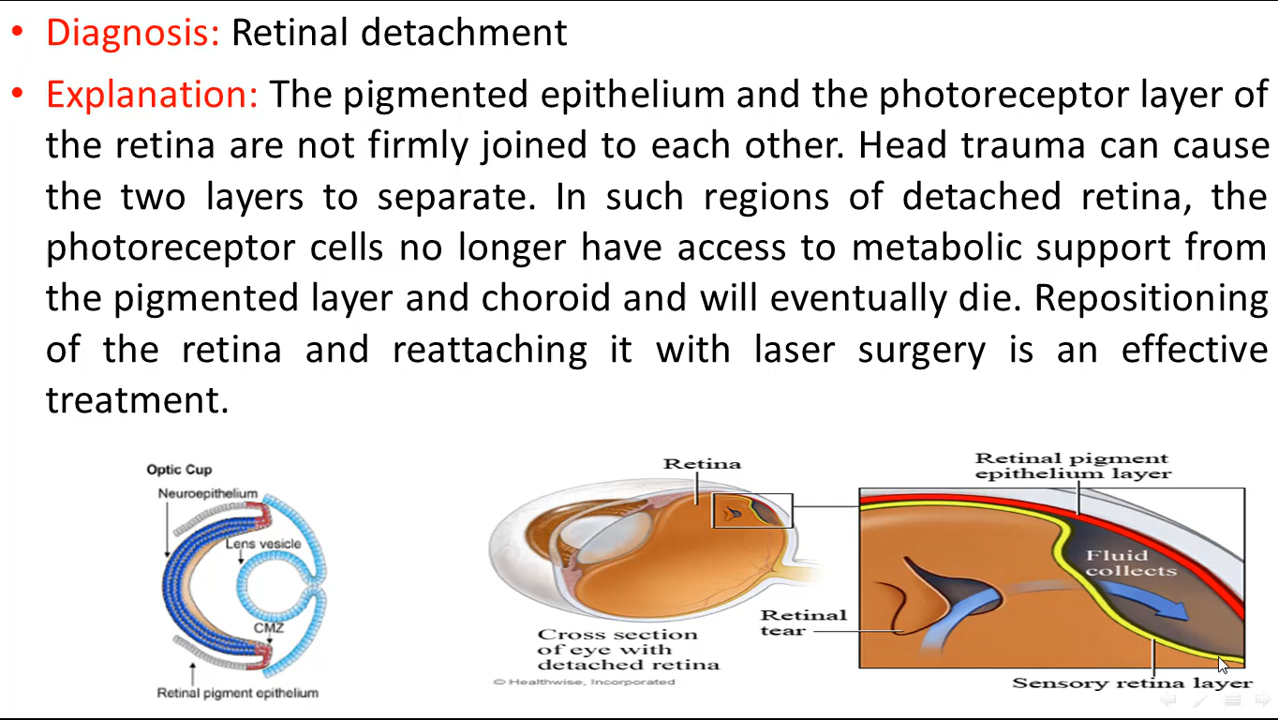 • Diagnosis: Retinal detachment
• Explanation: The pigmented epithelium and the photoreceptor layer of
the retina are not firmly joined to each other. Head trauma can cause
the two layers to separate. In such regions of detached retina, the
photoreceptor cells no longer have access to metabolic support from
the pigmented layer and choroid and will eventually die. Repositioning
of the retina and reattaching it with laser surgery is an effective
treatment.
Optic Cup
Neuroepithelium
Lens vesicle
CMZ
Retinal pigment epithelium
Retina
Cross section
of eye with
detached retina
© Healthwise, Incorporated
Retinal pigment
epithelium layer
Fluid
collects
Retinal
tear
Sensory retina layer